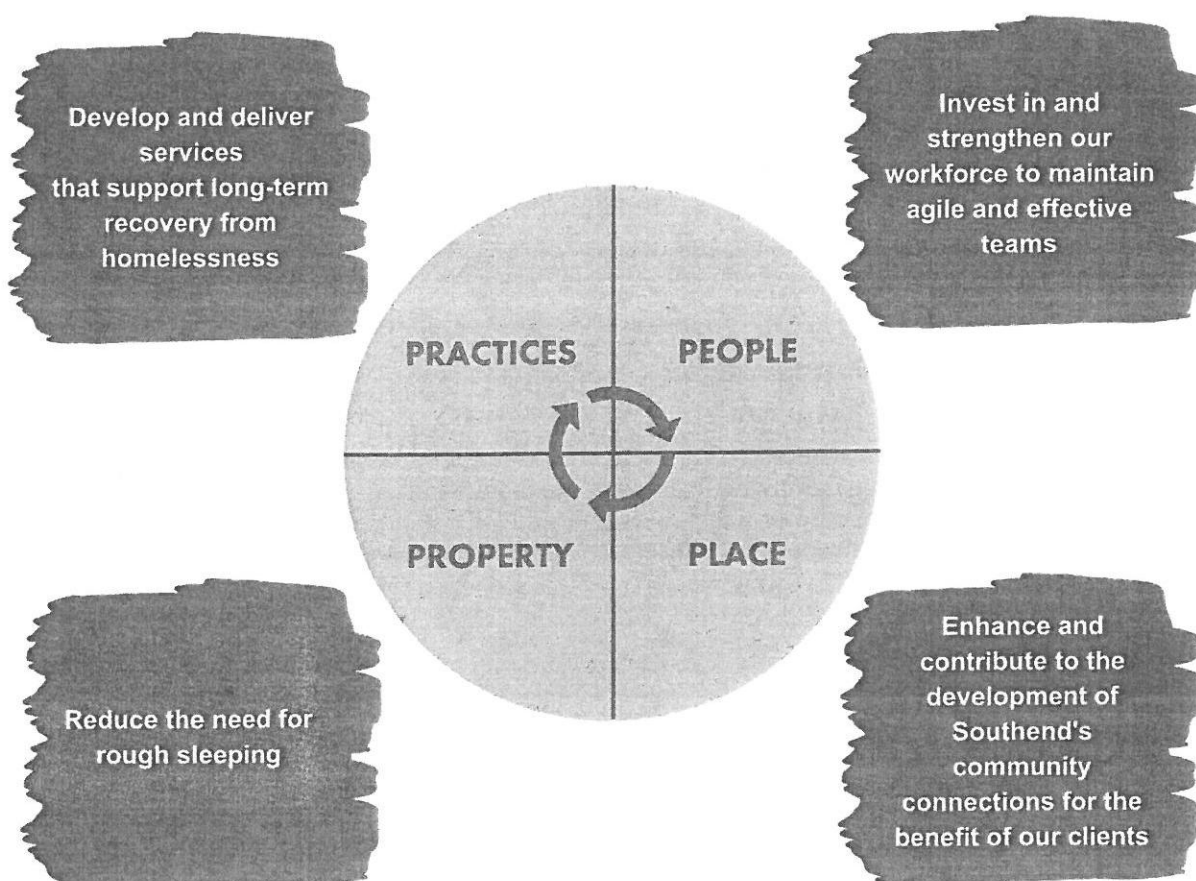 Develop and deliver
services
that support long-term
recovery from
homelessness
Invest in and
strengthen our
workforce to maintain
agile and effective
teams
PRACTICES
PEOPLE
PROPERTY
PLACE
Reduce the need for
rough sleeping
Enhance and
contribute to the
development of
Southend's
community
connections for the
benefit of our clients